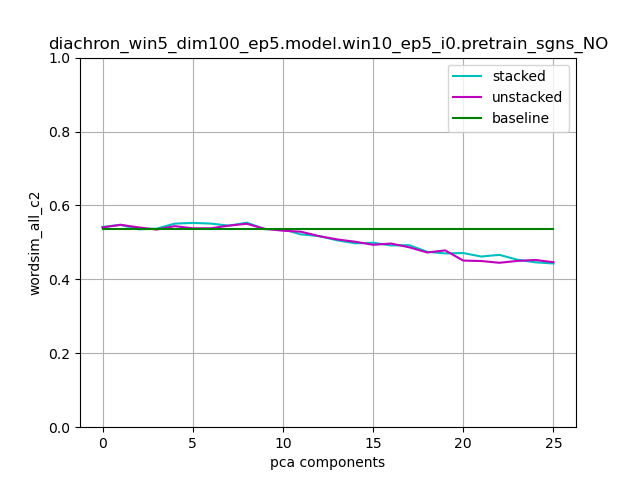 diachron_win5_dim100_ep5.model.win10_ep5_i0.pretrain_sgns_NO
stacked
unstacked
baseline
wordsim_all_c2
1.0
0.8
0.6
0.4
0.2
0.0
0 5 10 15 20 25
pca components